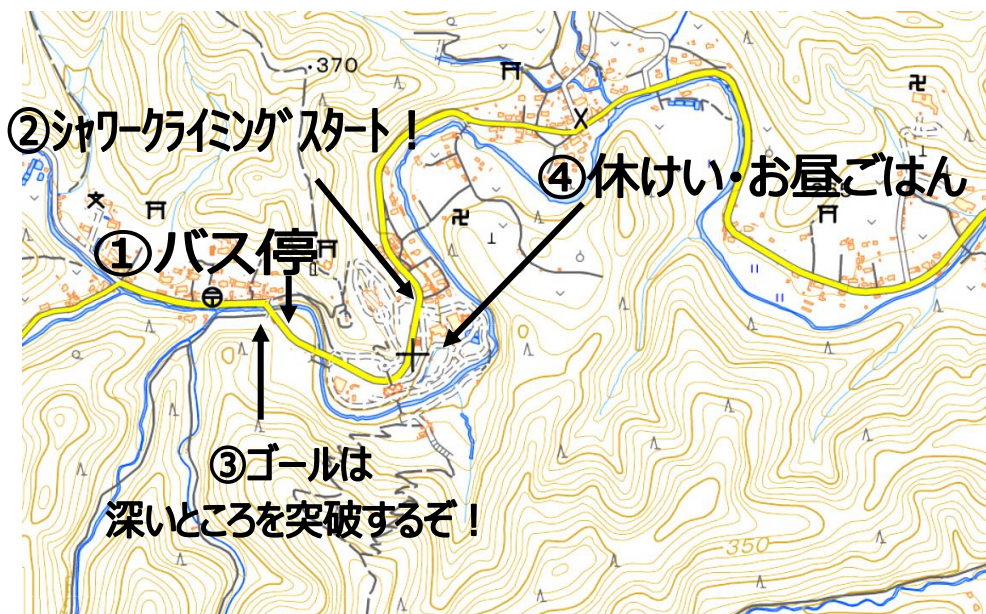 ・370
②シャワークライミングスタート！
④休けい・お昼ごはん
①バス停
③ゴールは
深いところを突破するぞ！
350